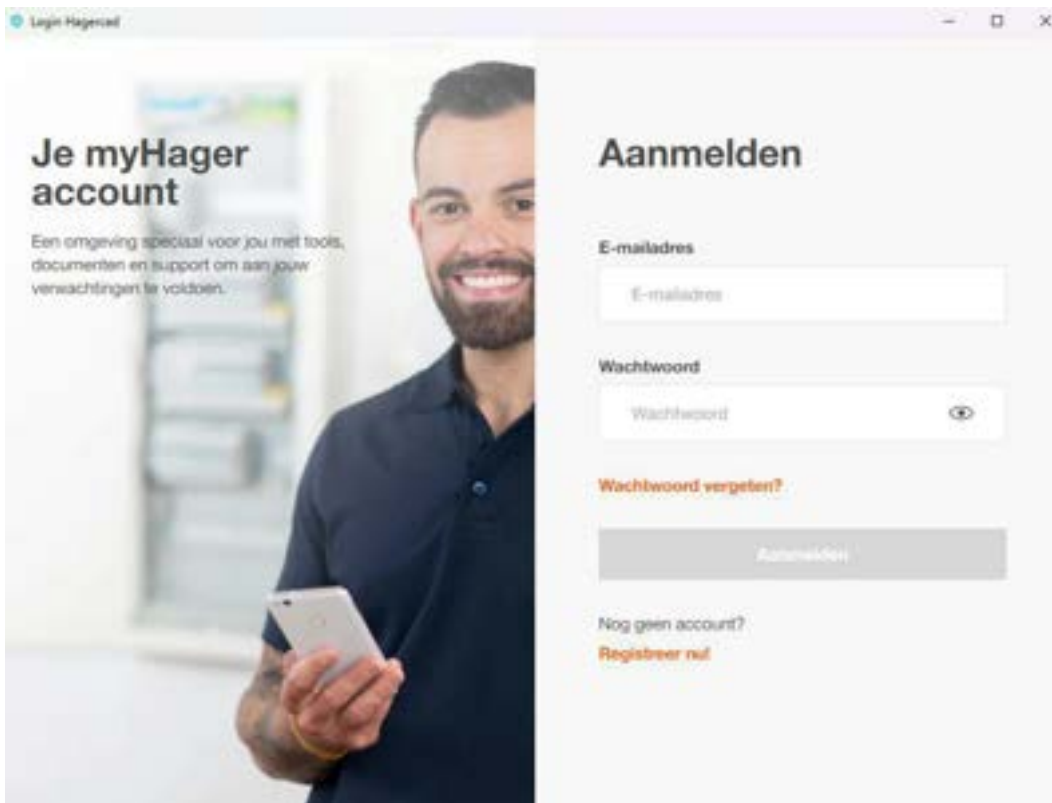 Login Hagercad
Je myHager
account
Een omgeving speciaal voor jou met tools,
documenten en support om aan jouw
verwachtingen te voldoen.
Aanmelden
E-mailadres
E-mailadres
Wachtwoord
Wachtwoord
Wachtwoord vergeten?
Aanmelden
Nog geen account?
Registreer nu!